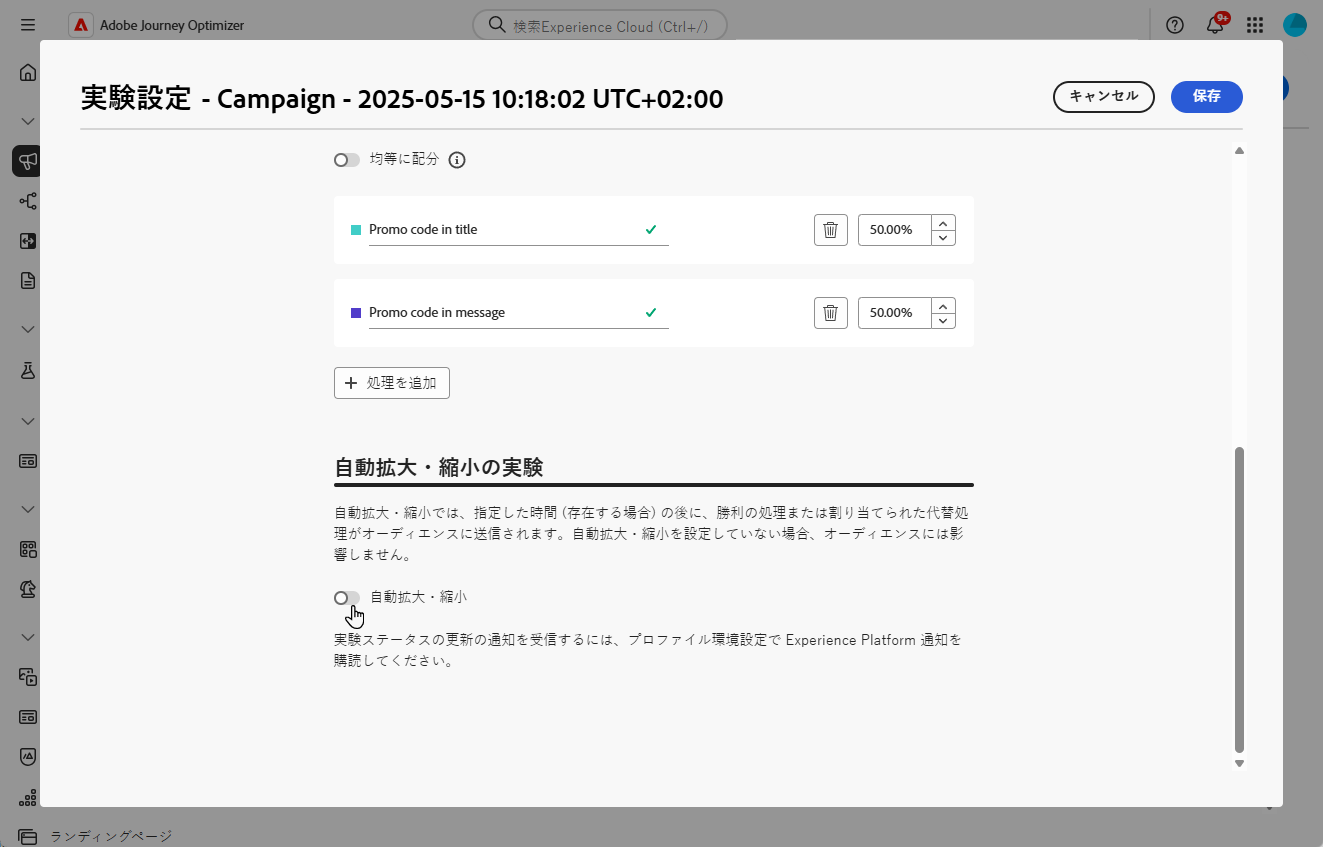 Adobe Journey Optimizer
検索Experience Cloud (Ctrl+/)
9+
実験設定 - Campaign - 2025-05-15 10:18:02 UTC+02:00
キャンセル
保存
均等に配分
Promo code in title
50.00%
Promo code in message
50.00%
処理を追加
自動拡大・縮小の実験
自動拡大・縮小では、指定した時間 (存在する場合) の後に、勝利の処理または割り当てられた代替処
理がオーディエンスに送信されます。自動拡大・縮小を設定していない場合、オーディエンスには影
響しません。
自動拡大・縮小
実験ステータスの更新の通知を受信するには、プロファイル環境設定で Experience Platform 通知を
購読してください。
ランディングページ